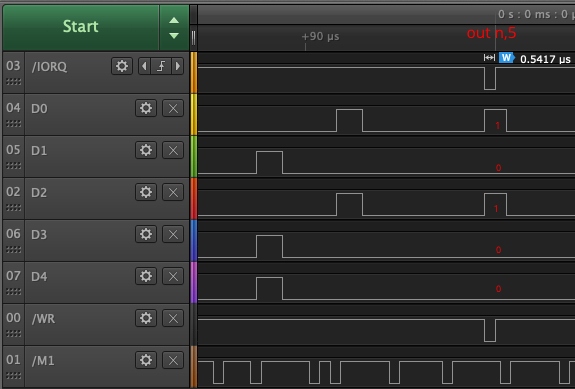 Start
0 s : 0 ms : 0
+90 µs
out n,5
03 /IORQ
W 0.5417 µs
04 D0
1
05 D1
0
02 D2
1
06 D3
0
07 D4
0
00 /WR
01 /M1